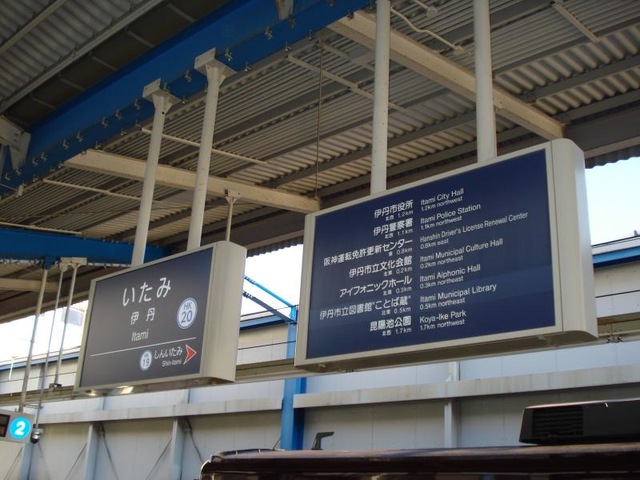 いたみ
伊丹
Itami
HK
20
19
しんいたみ
Shin-Itami
伊丹市役所 Itami City Hall
北西 1.2km 1.2km northwest
伊丹警察署 Itami Police Station
北西 1.1km 1.1km northwest
阪神運転免許更新センター Hanshin Driver's License Renewal Center
東 0.8km 0.8km east
伊丹市立文化会館 Itami Municipal Culture Hall
北西 0.2km 0.2km northwest
アイフォニックホール Itami Aiphonic Hall
北西 0.3km 0.3km northwest
伊丹市立図書館"ことば蔵" Itami Municipal Library
北東 0.5km 0.5km northwest
昆陽池公園 Koya-Ike Park
北西 1.7km 1.7km northwest
2